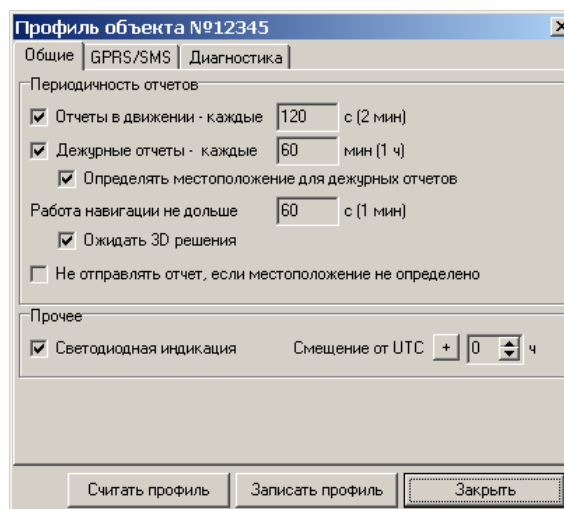 Профиль объекта №12345
Общие GPRS/SMS Диагностика
Периодичность отчетов
Отчеты в движении - каждые 120 с (2 мин)
Дежурные отчеты - каждые 60 мин (1 ч)
Определять местоположение для дежурных отчетов
Работа навигации не дольше 60 с (1 мин)
Ожидать 3D решения
Не отправлять отчет, если местоположение не определено
Прочее
Светодиодная индикация Смещение от UTC + 0 ч
Считать профиль Записать профиль Закрыть